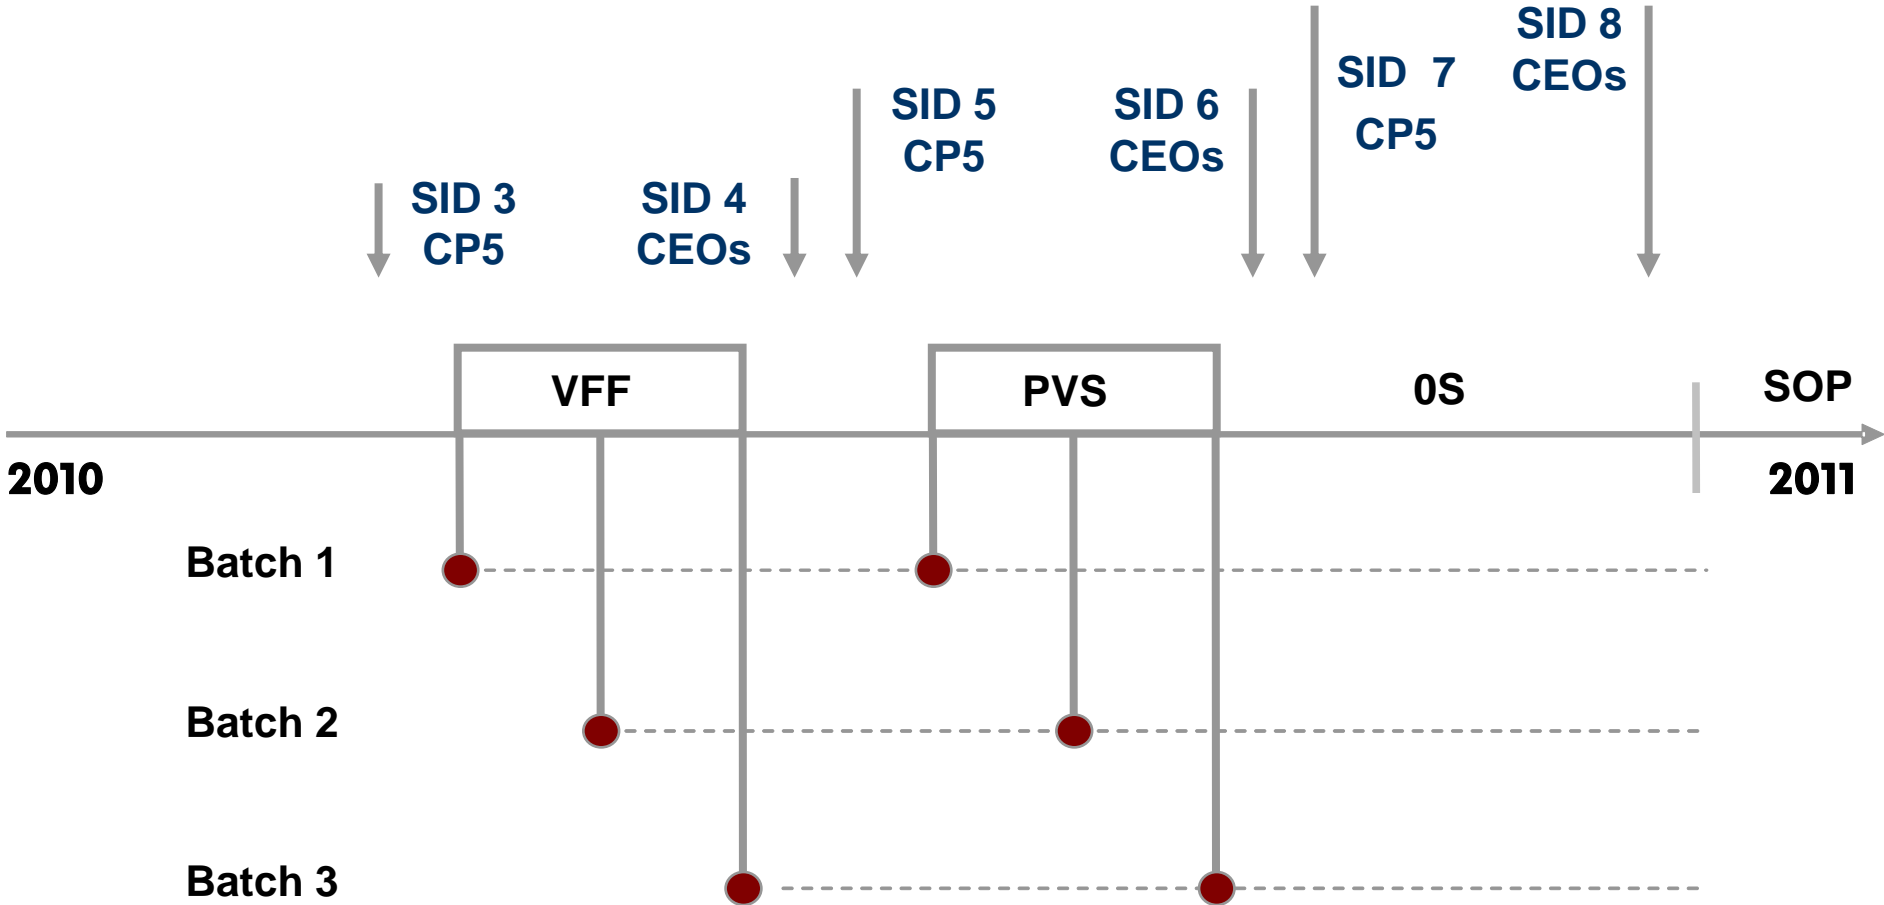 SID 3
CP5
SID 4
CEOs
SID 5
CP5
SID 6
CEOs
SID 7
CP5
SID 8
CEOs
VFF
PVS
0S
SOP
2010
2011
Batch 1
Batch 2
Batch 3